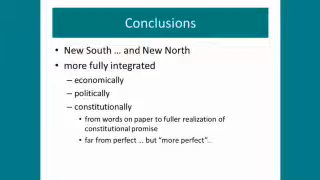 Conclusions
• New South … and New North
• more fully integrated
– economically
– politically
– constitutionally
• from words on paper to fuller realization of
constitutional promise
• far from perfect … but “more perfect”..